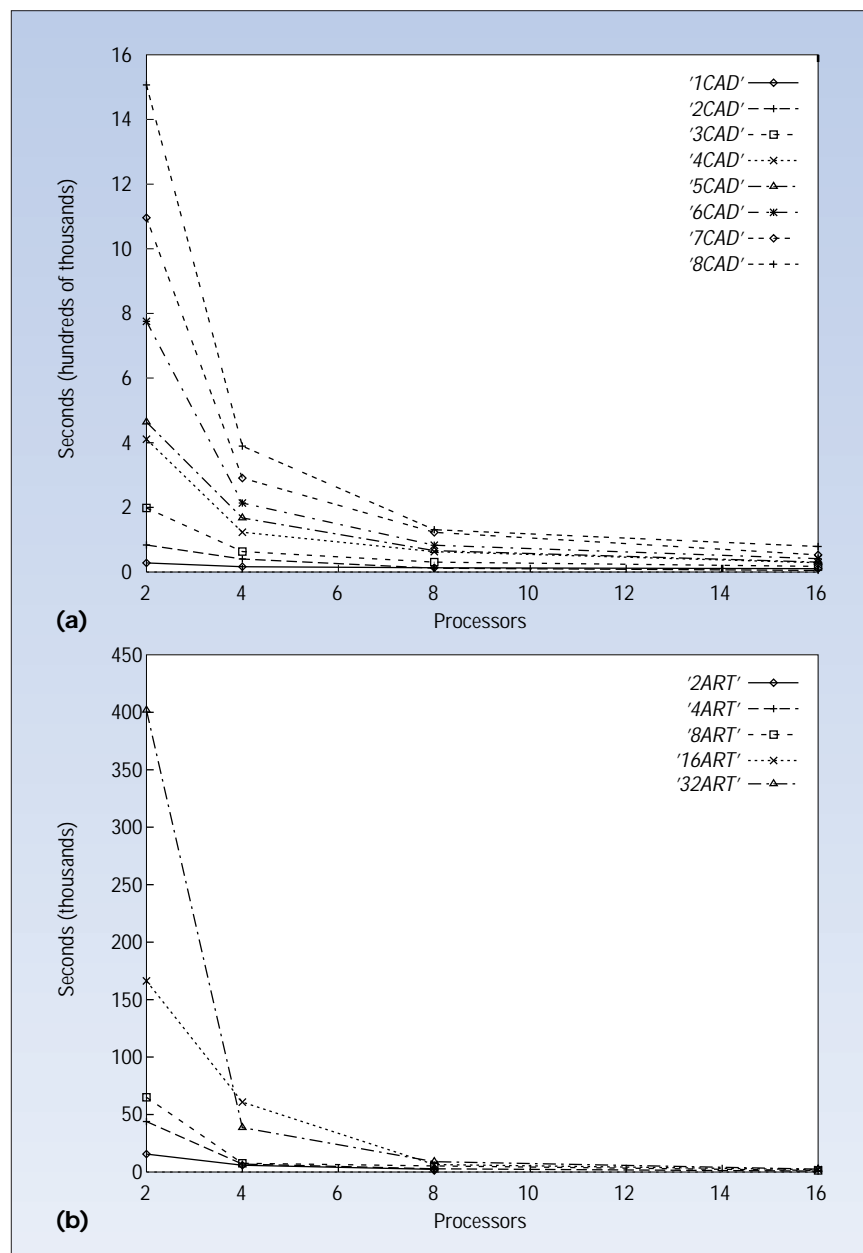 16
14
12
10
8
6
4
2
0
Seconds (hundreds of thousands)
'1CAD'
'2CAD'
'3CAD'
'4CAD'
'5CAD'
'6CAD'
'7CAD'
'8CAD'
2 4 6 8 10 12 14 16
Processors
(a)
450
400
350
300
250
200
150
100
50
0
Seconds (thousands)
'2ART'
'4ART'
'8ART'
'16ART'
'32ART'
2 4 6 8 10 12 14 16
Processors
(b)